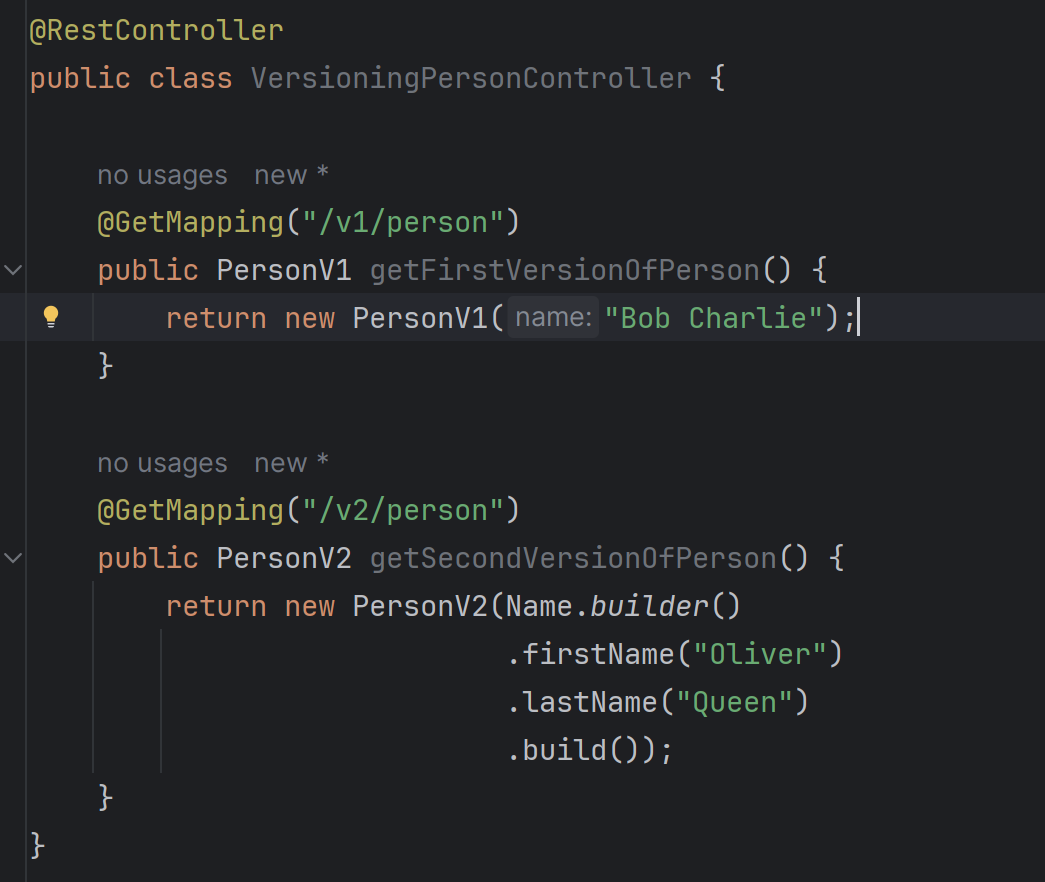 @RestController
public class VersioningPersonController {
no usages   new *
@GetMapping("/v1/person")
public PersonV1 getFirstVersionOfPerson() {
return new PersonV1( name: "Bob Charlie");
}
no usages   new *
@GetMapping("/v2/person")
public PersonV2 getSecondVersionOfPerson() {
return new PersonV2(Name.builder()
.firstName("Oliver")
.lastName("Queen")
.build());
}
}